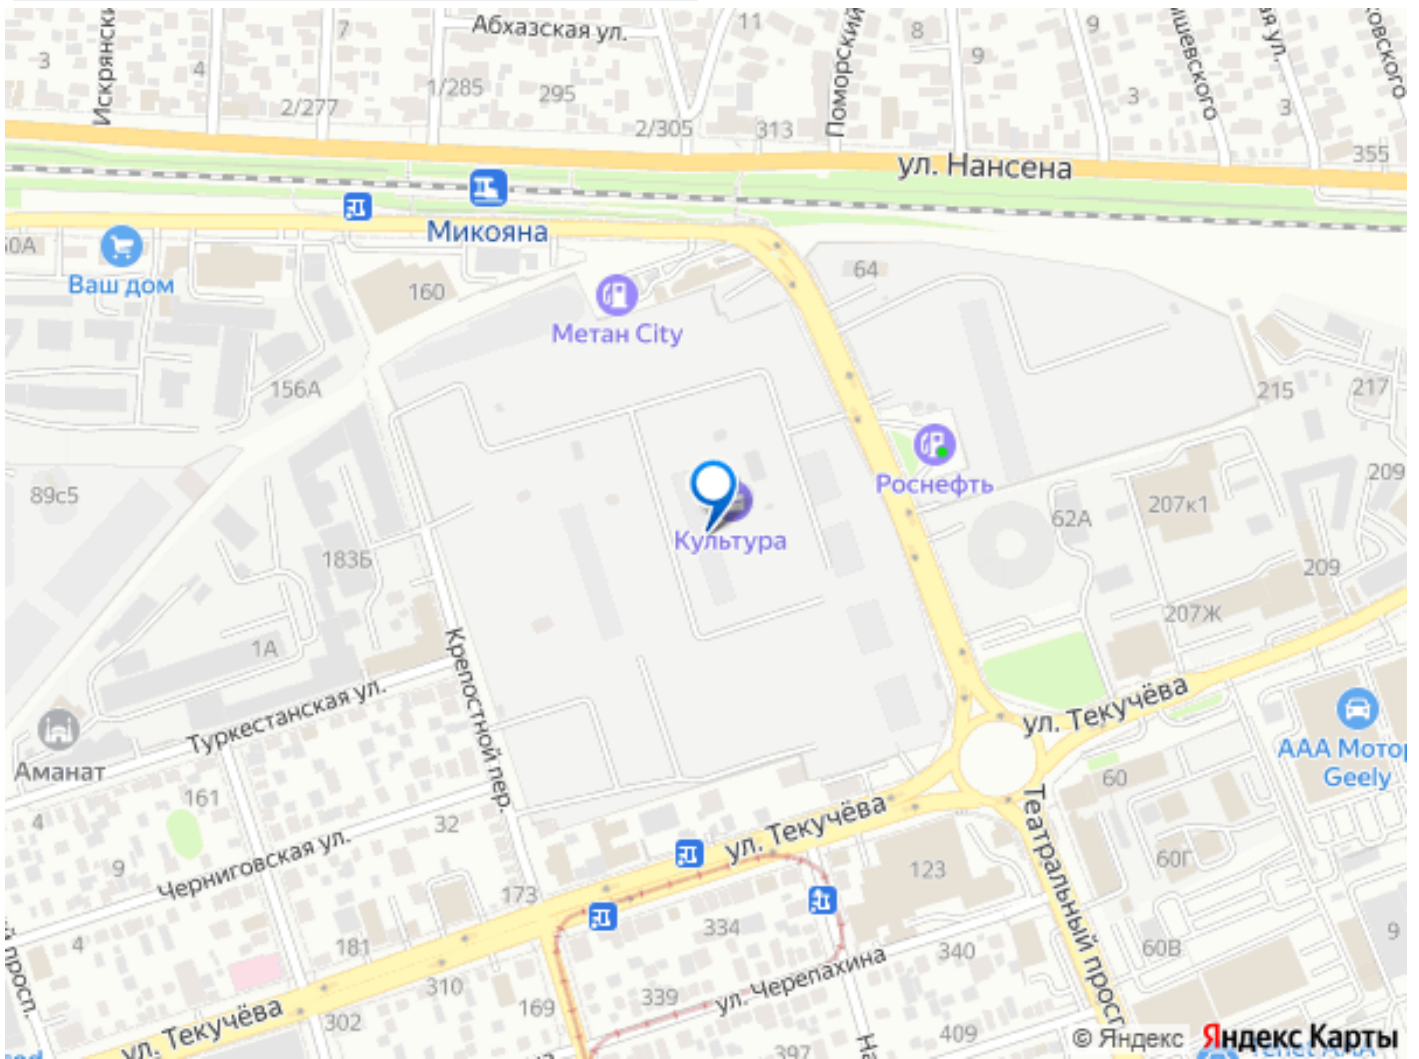 Абхазская ул.
11
Поморский
8
9
7
3
4
Искрянски
1/285
9
295
2/277
3
3
2/305
313
355
ул. Нансена
Микояна
60А
Ваш дом
160
64
Метан City
156А
215
217
Роснефть
209
89с5
62А
207к1
Культура
183Б
209
207Ж
1А
Крепостной пер.
Туркестанская ул.
ул. Текучёва
Аманат
ААА Мотор
Geely
60
161
4
32
ул. Текучёва
Театральный просп
Черниговская ул.
9
123
60Г
173
334
4
181
340
60В
9
просп.
310
339
ул. Черепахина
169
302
ул. Текучёва
409
397
© Яндекс Яндекс Карты